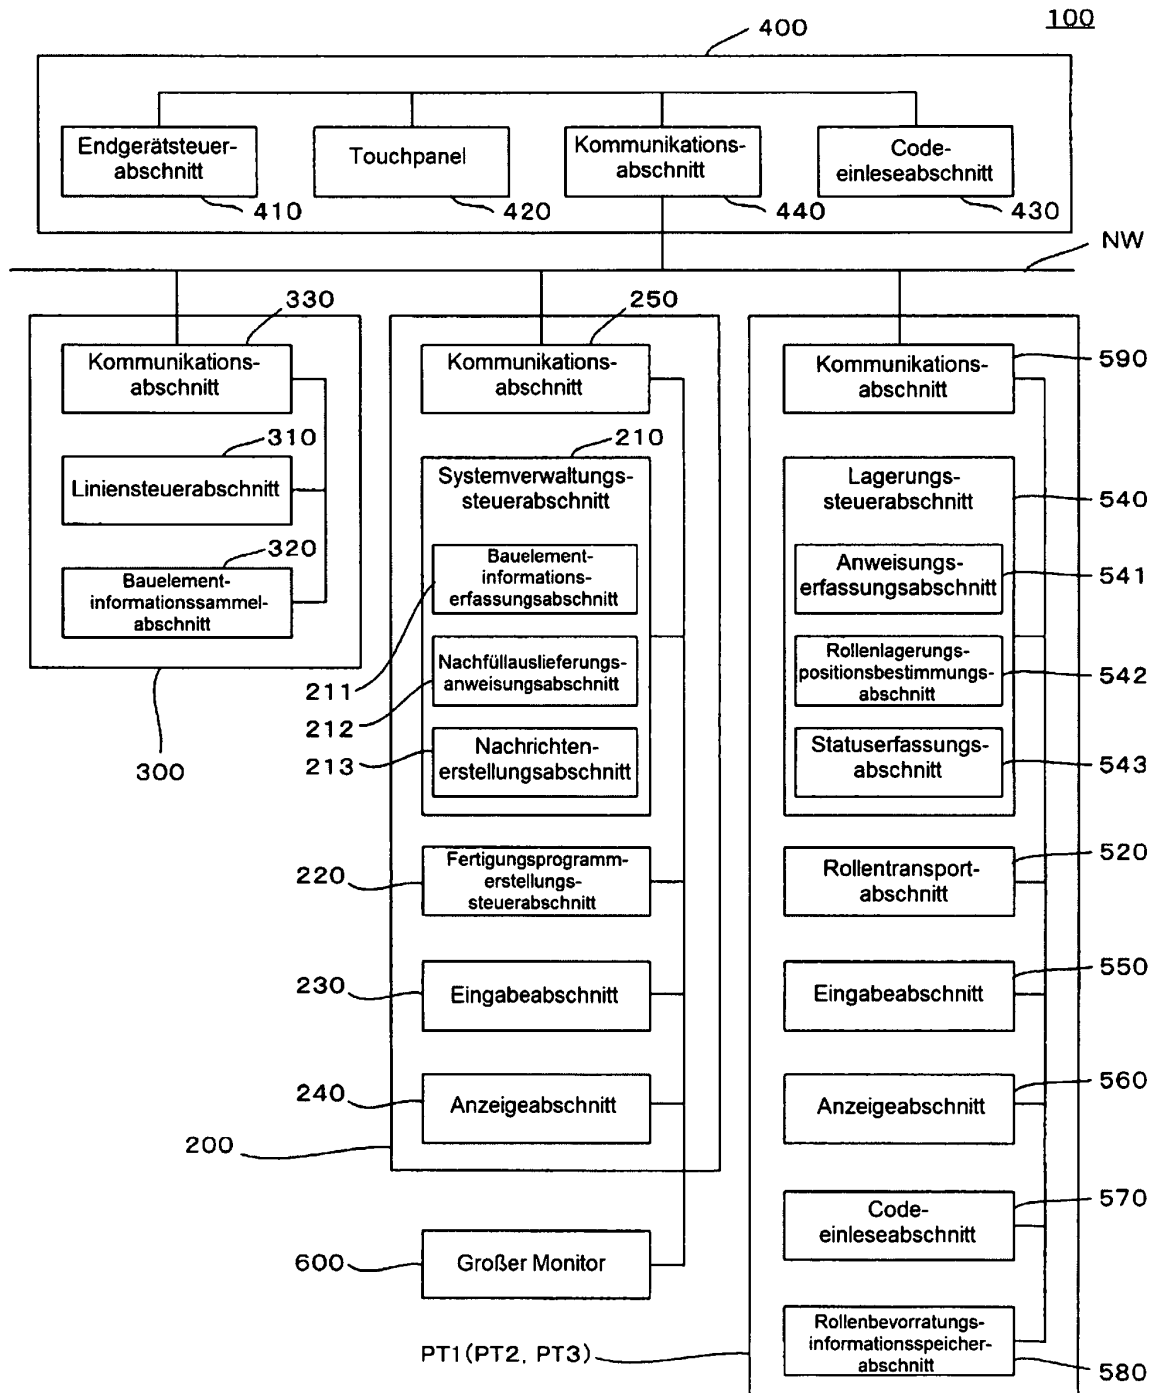 100
400
Endgerätsteuer-
abschnitt
Touchpanel
Kommunikations-
abschnitt
Code-
einleseabschnitt
410
420
440
430
NW
330
250
Kommunikations-
abschnitt
Kommunikations-
abschnitt
Kommunikations-
abschnitt
590
310
Liniensteuerabschnitt
320
Bauelement-
informationssammel-
abschnitt
300
210
Systemverwaltungs-
steuerabschnitt
Bauelement-
informations-
erfassungsabschnitt
211
Nachfüllauslieferungs-
anweisungsabschnitt
212
Nachrichten-
erstellungsabschnitt
213
Lagerungs-
steuerabschnitt
540
Anweisungs-
erfassungsabschnitt
541
Rollenlagerungs-
positionsbestimmungs-
abschnitt
542
Statuserfassungs-
abschnitt
543
220
Fertigungsprogramm-
erstellungs-
steuerabschnitt
Rollentransport-
abschnitt
520
230
Eingabeabschnitt
Eingabeabschnitt
550
240
Anzeigeabschnitt
Anzeigeabschnitt
560
200
Code-
einleseabschnitt
570
600
Großer Monitor
Rollenbevorratungs-
informationsspeicher-
abschnitt
580
PT1(PT2, PT3)